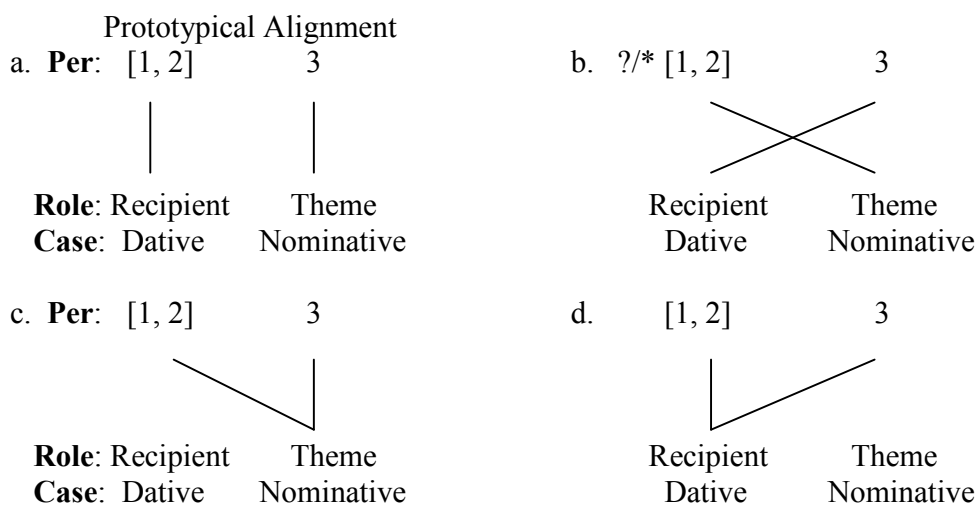 Prototypical Alignment
a. Per: [1, 2] 3 b. ?/* [1, 2] 3
Role: Recipient Theme Recipient Theme
Case: Dative Nominative Dative Nominative
c. Per: [1, 2] 3 d. [1, 2] 3
Role: Recipient Theme Recipient Theme
Case: Dative Nominative Dative Nominative